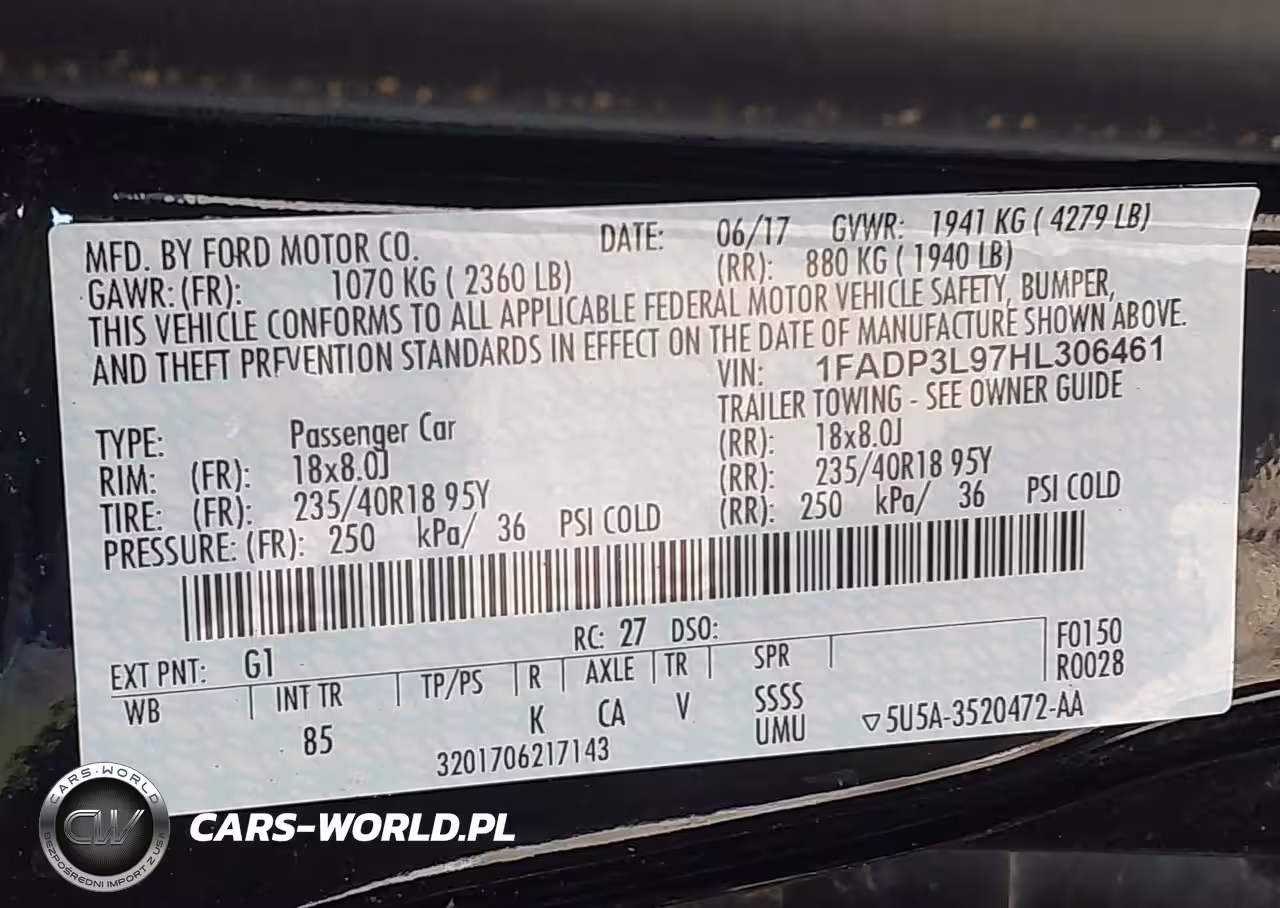 MFD. BY FORD MOTOR CO. DATE: 06/17 GVWR: 1941 KG ( 4279 LB)
GAWR: (FR): 1070 KG ( 2360 LB) (RR): 880 KG ( 1940 LB)
THIS VEHICLE CONFORMS TO ALL APPLICABLE FEDERAL MOTOR VEHICLE SAFETY, BUMPER,
AND THEFT PREVENTION STANDARDS IN EFFECT ON THE DATE OF MANUFACTURE SHOWN ABOVE.
VIN: 1FADP3L97HL306461
TRAILER TOWING - SEE OWNER GUIDE
TYPE: Passenger Car
RIM: (FR): 18x8.0J (RR): 18x8.0J
TIRE: (FR): 235/40R18 95Y (RR): 235/40R18 95Y
PRESSURE: (FR): 250 kPa/ 36 PSI COLD (RR): 250 kPa/ 36 PSI COLD
RC: 27 DSO:
EXT PNT: G1 F0150
R0028
WB | INT TR | TP/PS | R | AXLE | TR | SPR |
85 K CA V SSSS
UMU
3201706217143 ▽5U5A-3520472-AA
CARS-WORLD
CW
BEZPOŚREDNI IMPORT Z USA
CARS-WORLD.PL